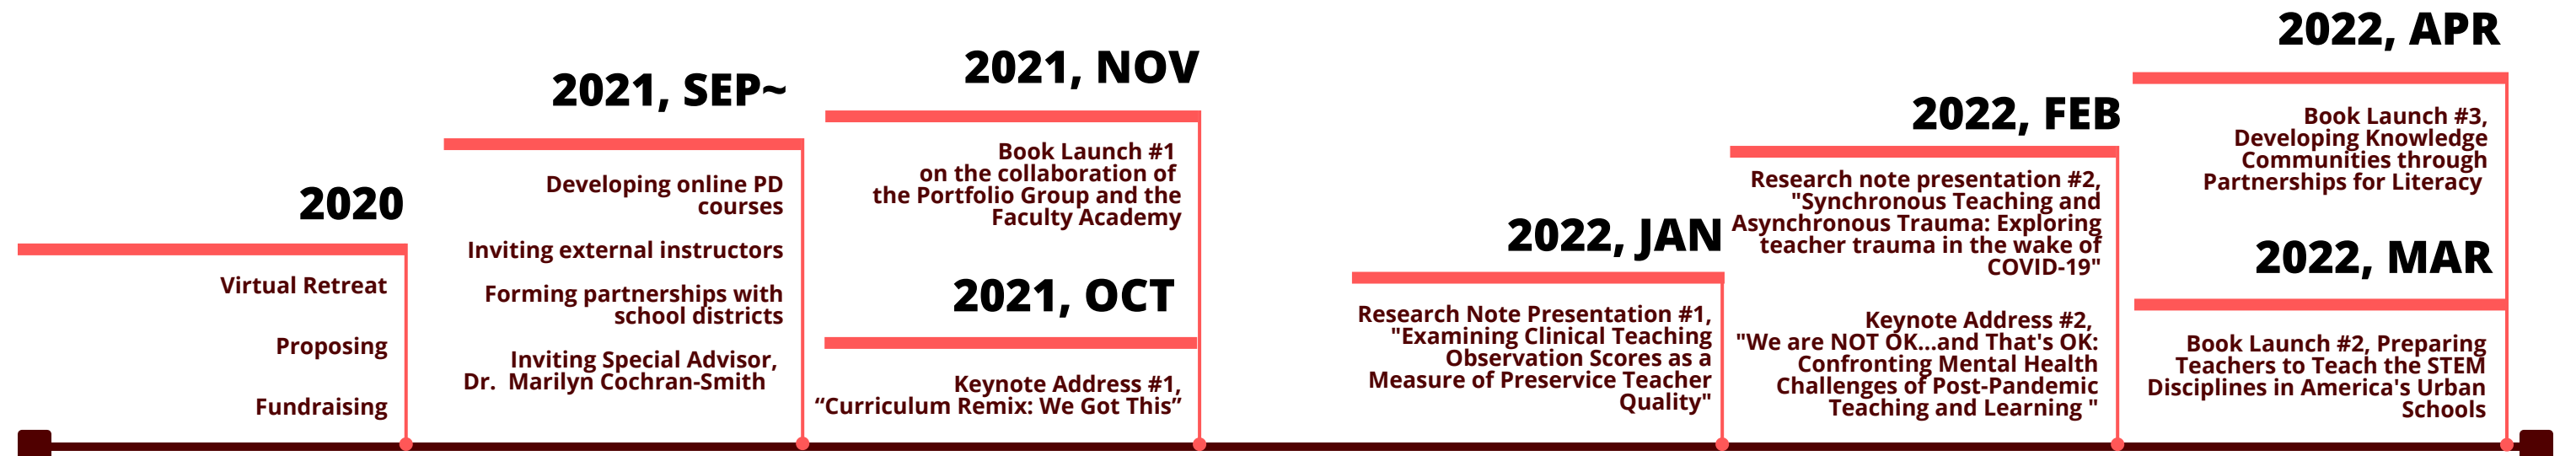 2020
Virtual Retreat
Proposing
Fundraising
2021, SEP~
Developing online PD
courses
Inviting external instructors
Forming partnerships with
school districts
Inviting Special Advisor,
Dr.  Marilyn Cochran-Smith
2021, NOV
Book Launch #1
on the collaboration of
the Portfolio Group and the
Faculty Academy
2021, OCT
Keynote Address #1,
“Curriculum Remix: We Got This”
2022, JAN
Research Note Presentation #1,
"Examining Clinical Teaching
Observation Scores as a
Measure of Preservice Teacher
Quality"
2022, FEB
Research note presentation #2,
"Synchronous Teaching and
Asynchronous Trauma: Exploring
teacher trauma in the wake of
COVID-19"
Keynote Address #2,
"We are NOT OK...and That's OK:
Confronting Mental Health
Challenges of Post-Pandemic
Teaching and Learning "
2022, APR
Book Launch #3,
Developing Knowledge
Communities through
Partnerships for Literacy
2022, MAR
Book Launch #2, Preparing
Teachers to Teach the STEM
Disciplines in America's Urban
Schools